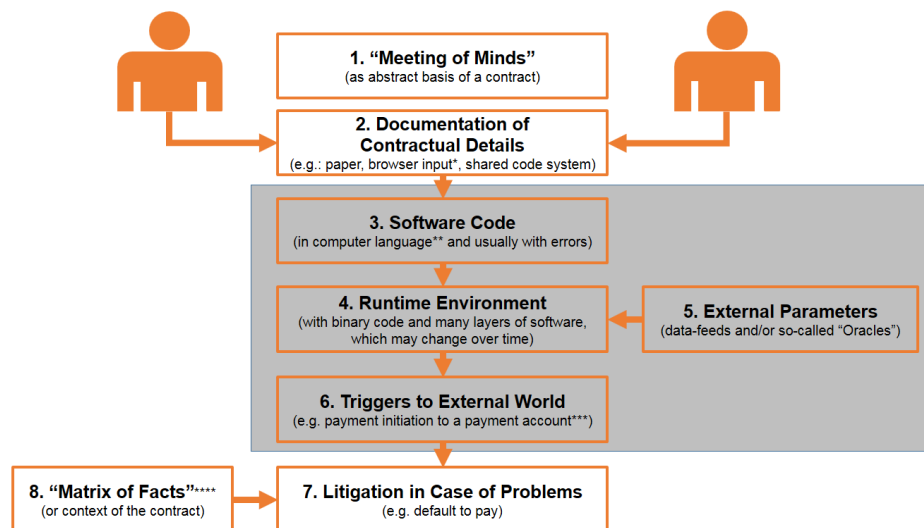 1. “Meeting of Minds”
(as abstract basis of a contract)
2. Documentation of
Contractual Details
(e.g.: paper, browser input*, shared code system)
3. Software Code
(in computer language** and usually with errors)
4. Runtime Environment
(with binary code and many layers of software,
which may change over time)
5. External Parameters
(data-feeds and/or so-called “Oracles”)
6. Triggers to External World
(e.g. payment initiation to a payment account***)
8. “Matrix of Facts”****
(or context of the contract)
7. Litigation in Case of Problems
(e.g. default to pay)